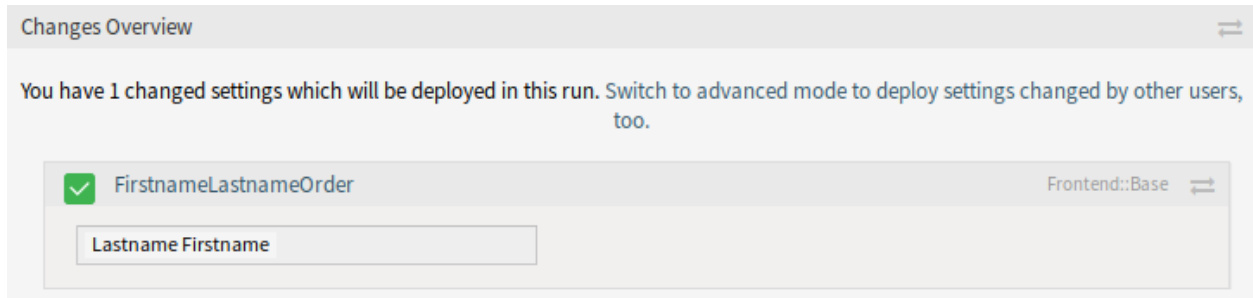 Changes Overview
You have 1 changed settings which will be deployed in this run. Switch to advanced mode to deploy settings changed by other users,
too.
FirstnameLastnameOrder Frontend::Base
Lastname Firstname